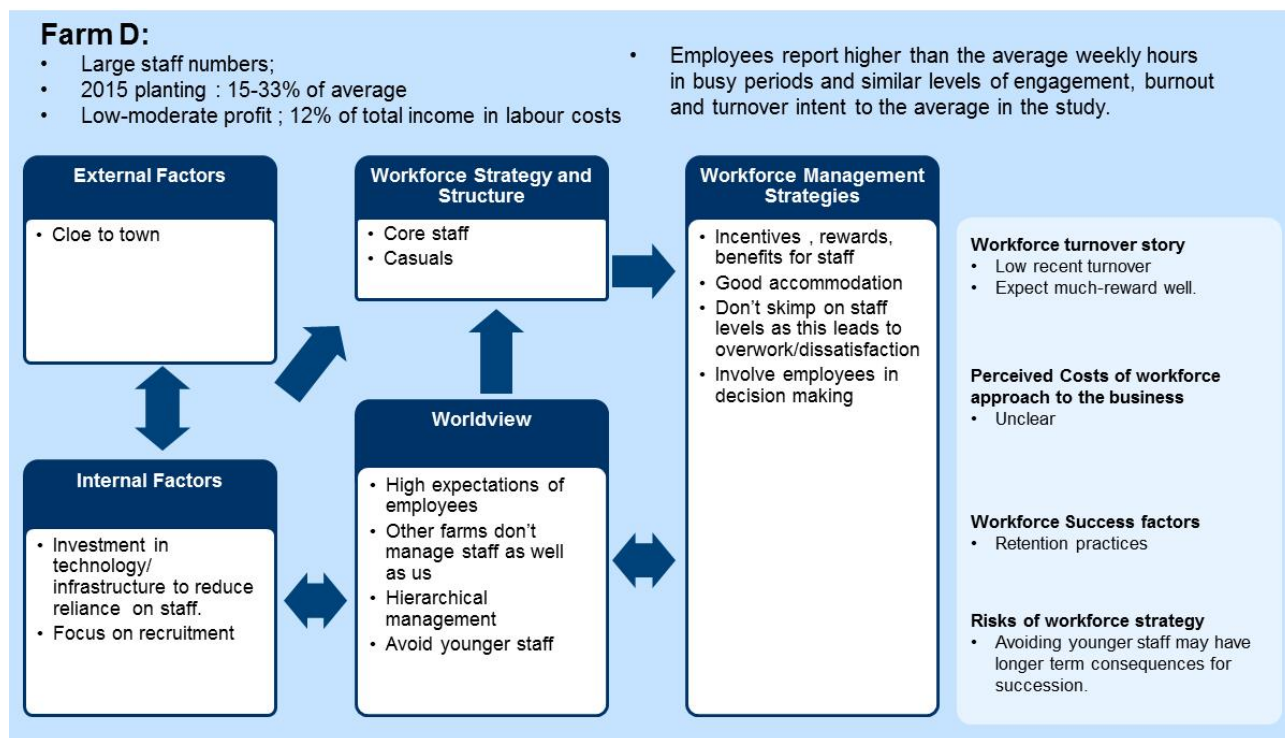 Farm D:
• Large staff numbers;
• 2015 planting : 15-33% of average
• Low-moderate profit ; 12% of total income in labour costs
• Employees report higher than the average weekly hours
in busy periods and similar levels of engagement, burnout
and turnover intent to the average in the study.
External Factors
• Cloe to town
Internal Factors
• Investment in
technology/
infrastructure to reduce
reliance on staff.
• Focus on recruitment
Workforce Strategy and
Structure
• Core staff
• Casuals
Worldview
• High expectations of
employees
• Other farms don’t
manage staff as well
as us
• Hierarchical
management
• Avoid younger staff
Workforce Management
Strategies
• Incentives , rewards,
benefits for staff
• Good accommodation
• Don’t skimp on staff
levels as this leads to
overwork/dissatisfaction
• Involve employees in
decision making
Workforce turnover story
• Low recent turnover
• Expect much-reward well.
Perceived Costs of workforce
approach to the business
• Unclear
Workforce Success factors
• Retention practices
Risks of workforce strategy
• Avoiding younger staff may have
longer term consequences for
succession.